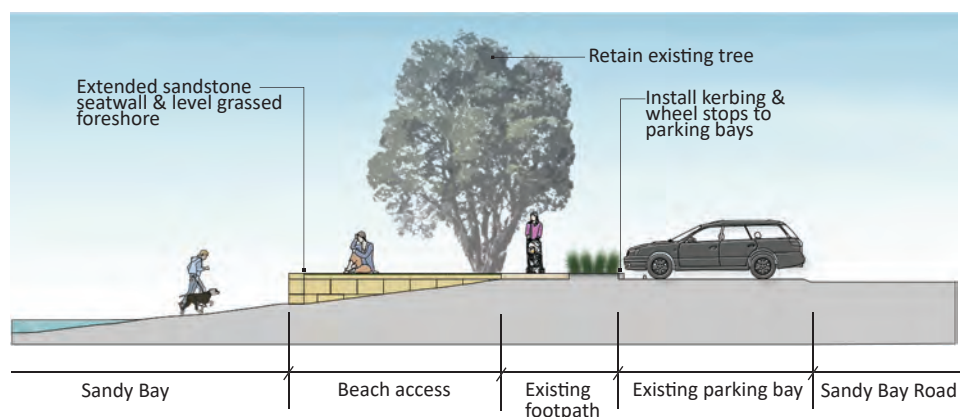 Retain existing tree
Extended sandstone
seatwall & level grassed
foreshore
Install kerbing &
wheel stops to
parking bays
Sandy Bay
Beach access
Existing
footpath
Existing parking bay
Sandy Bay Road